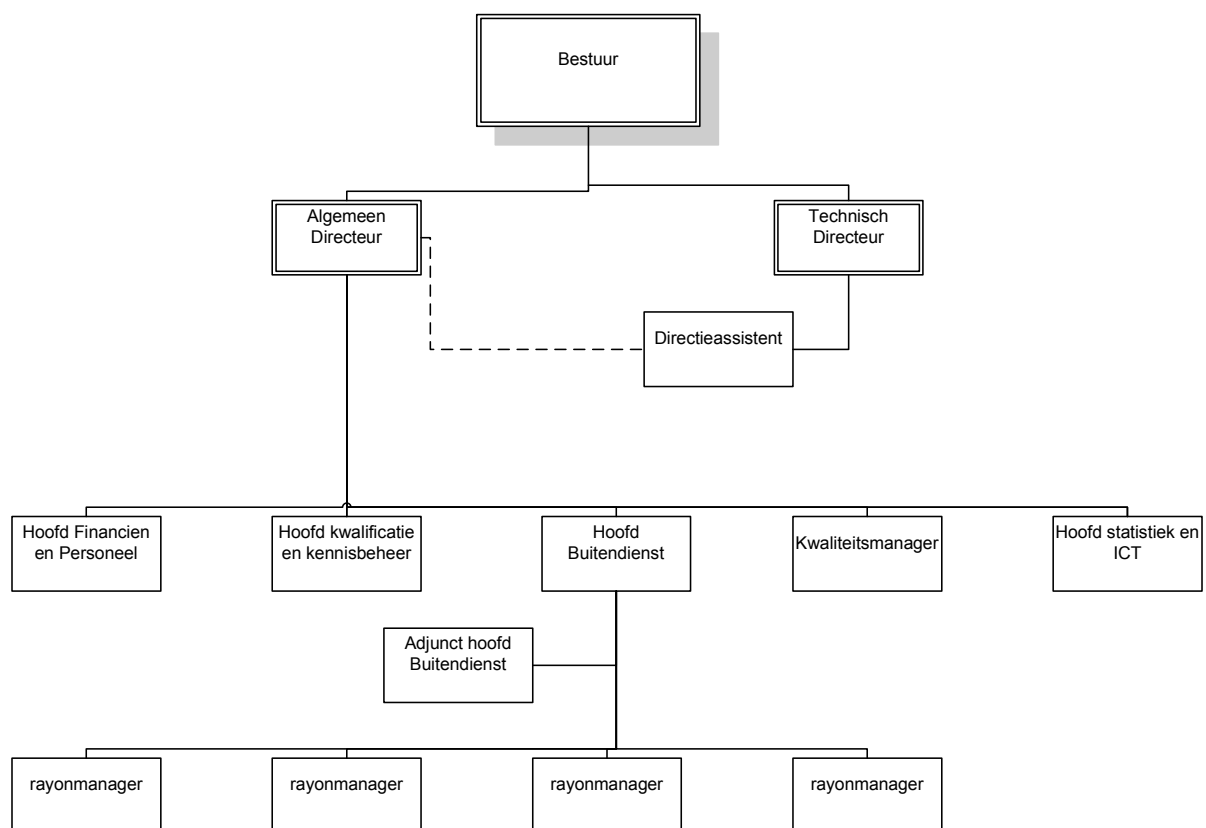 Bestuur
Algemeen
Directeur
Technisch
Directeur
Directieassistent
Hoofd Financien
en Personeel
Hoofd kwalificatie
en kennisbeheer
Hoofd
Buitendienst
Kwaliteitsmanager
Hoofd statistiek en
ICT
Adjunct hoofd
Buitendienst
rayonmanager
rayonmanager
rayonmanager
rayonmanager